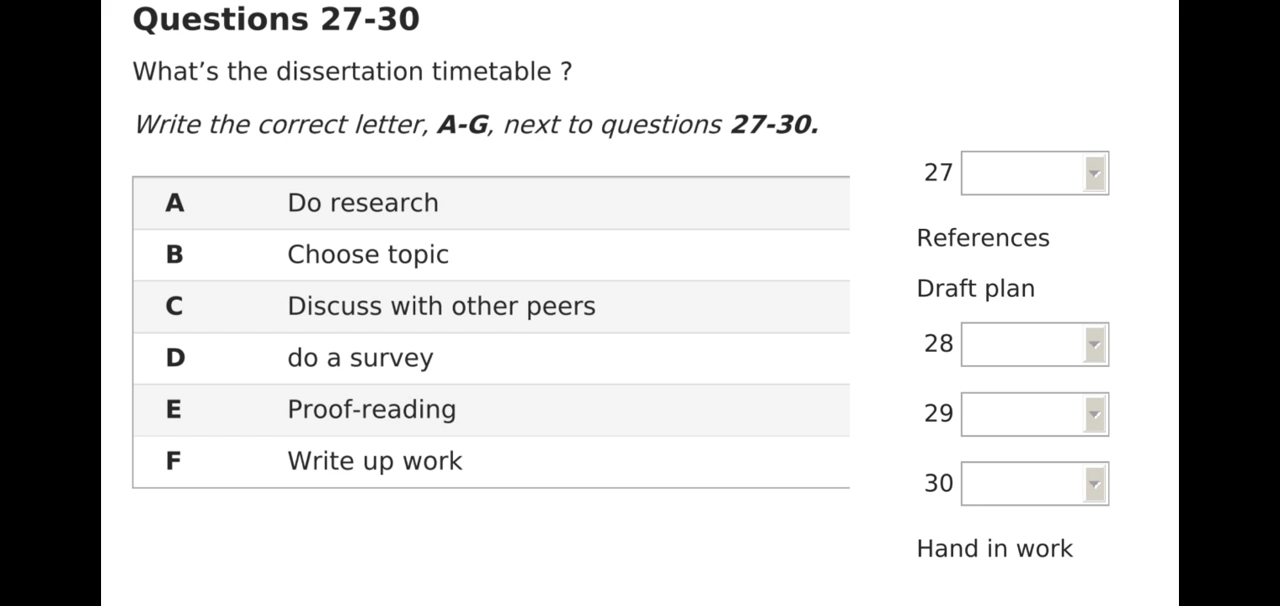 Questions 27-30
What’s the dissertation timetable ?
Write the correct letter, A-G, next to questions 27-30.
A Do research
B Choose topic
C Discuss with other peers
D do a survey
E Proof-reading
F Write up work
27
References
Draft plan
28
29
30
Hand in work